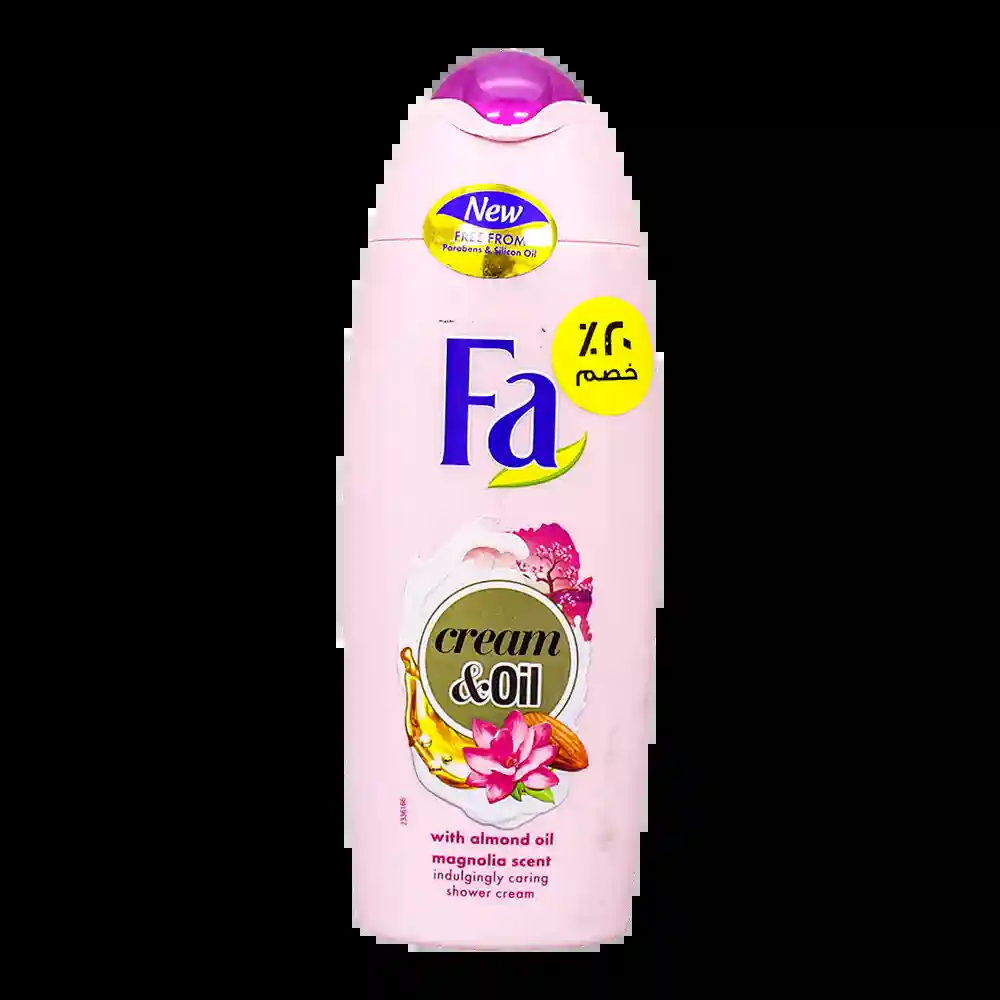 New
FREE FROM
Parabens & Silicon Oil
٪٢٠
خصم
Fa
cream
&Oil
2336166
with almond oil
magnolia scent
indulgingly caring
shower cream